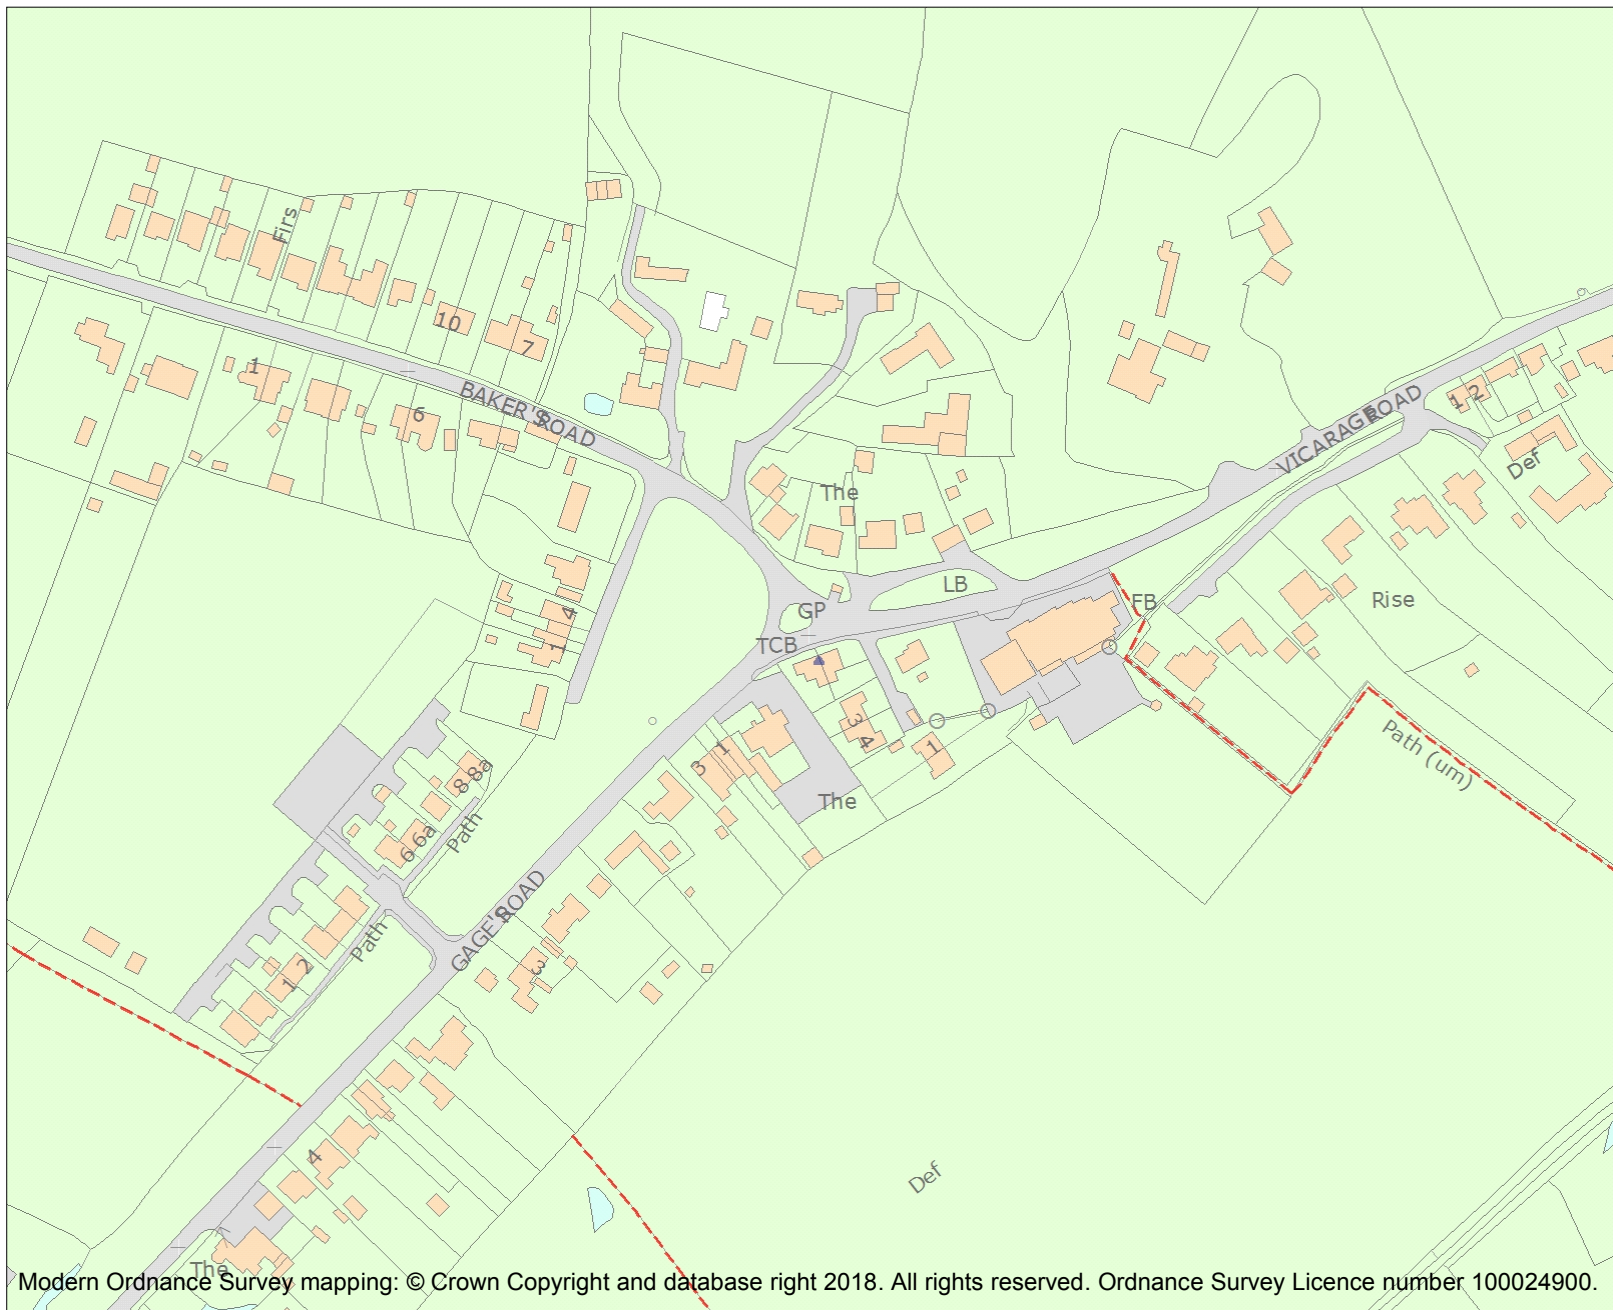 Firs
10
7
1
6
BAKER'S ROAD
The
VICARAGE ROAD
1 2
Def
LB
GP
FB
TCB
Rise
4
1
3
4
1
1
3
The
Path (um)
8 8a
6 6a
Path
GAGE'S ROAD
Path
1 2
3
4
Def
The
Modern Ordnance Survey mapping: © Crown Copyright and database right 2018. All rights reserved. Ordnance Survey Licence number 100024900.